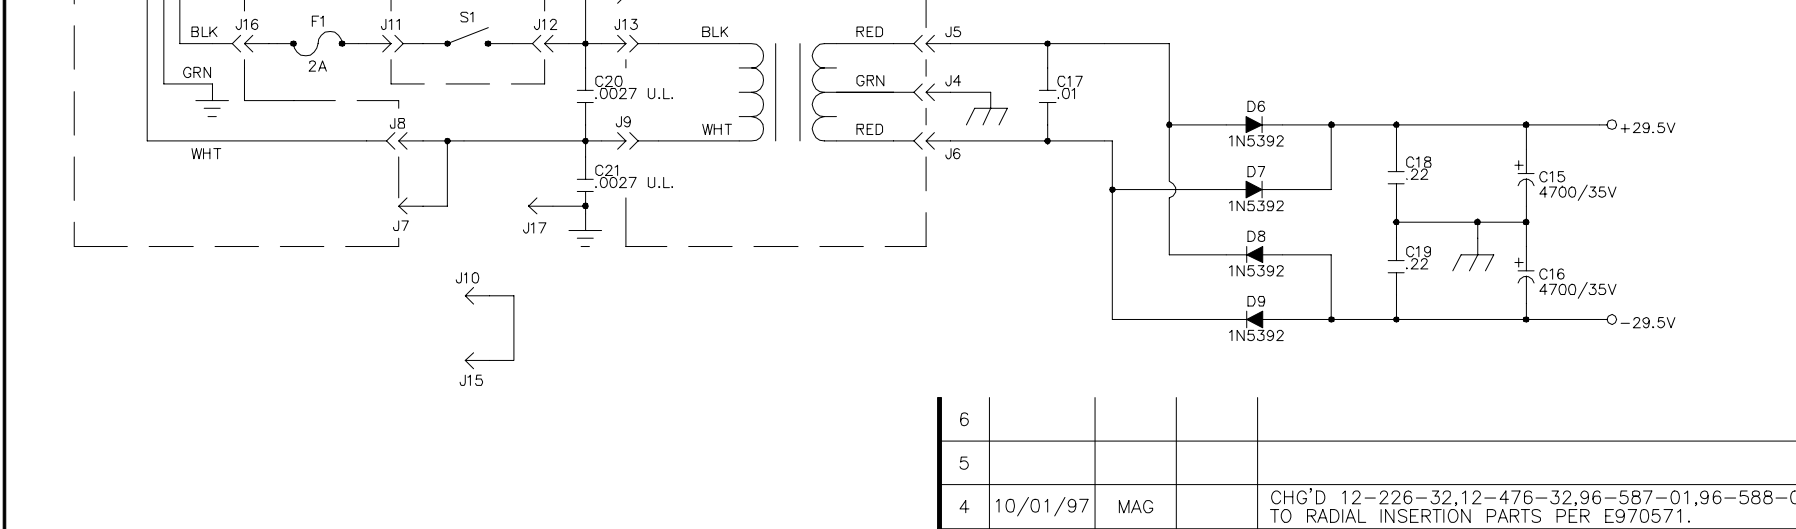 BLK
J16
F1
2A
J11
S1
J12
J13
BLK
RED
J5
GRN
C20
.0027 U.L.
GRN
J4
C17
.01
J8
WHT
J9
WHT
RED
J6
C21
.0027 U.L.
J7
J17
D6
1N5392
+29.5V
D7
1N5392
C18
.22
+
C15
4700/35V
D8
1N5392
C19
.22
+
C16
4700/35V
D9
1N5392
-29.5V
J10
J15
6
5
4 10/01/97 MAG CHG'D 12-226-32,12-476-32,96-587-01,96-588-
TO RADIAL INSERTION PARTS PER E970571.